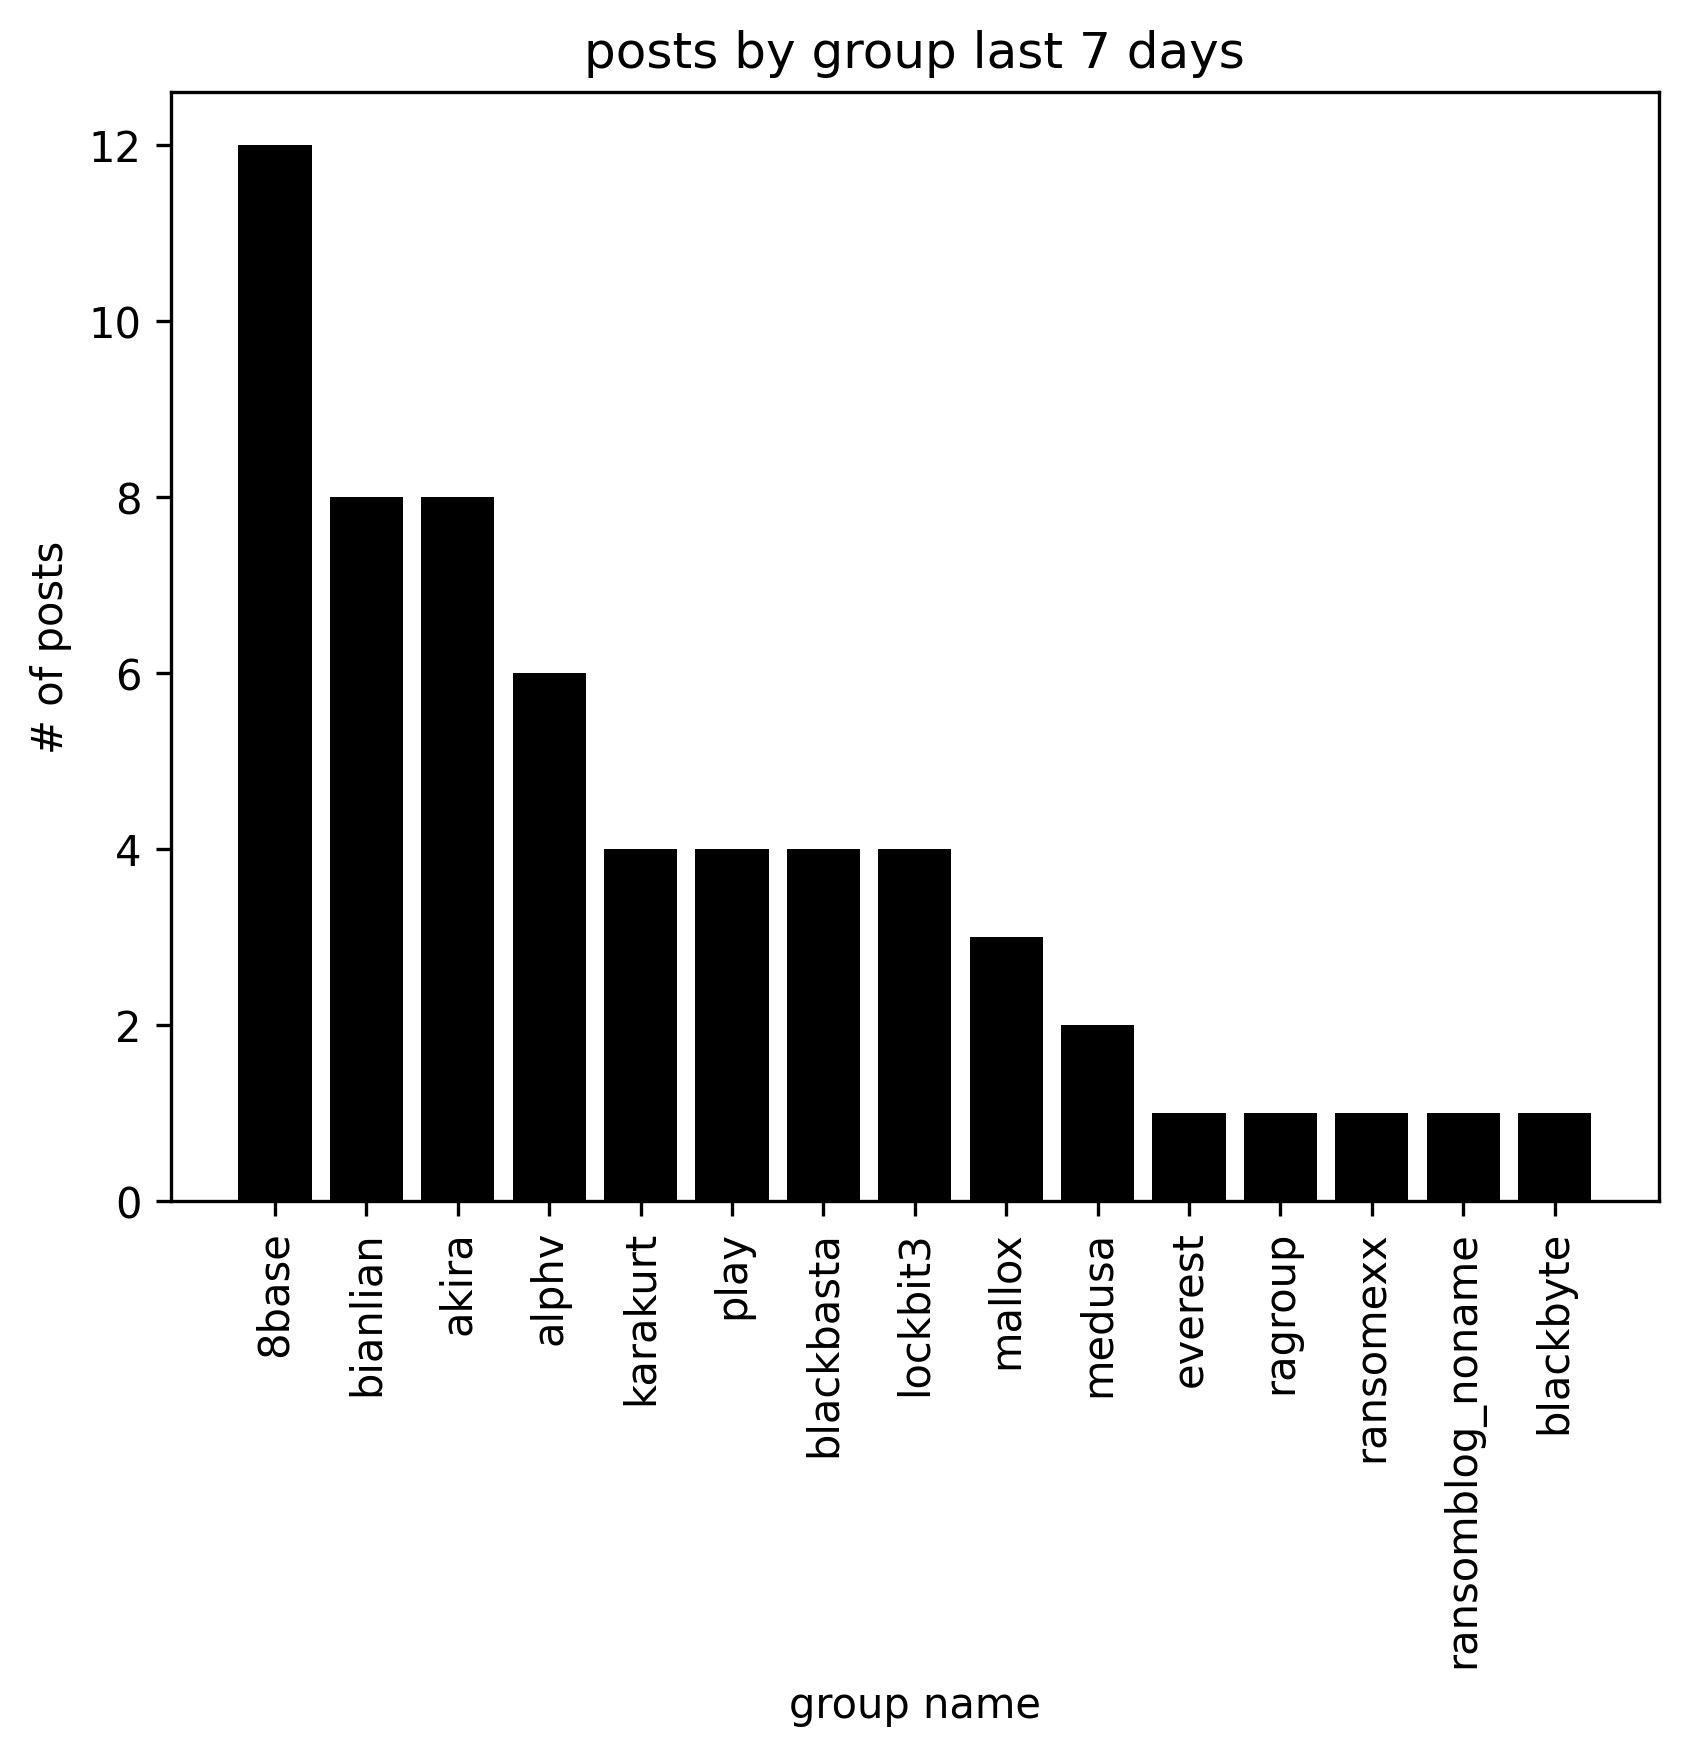 posts by group last 7 days
12
10
8
6
4
2
0
# of posts
8base
bianlian
akira
alphv
karakurt
play
blackbasta
lockbit3
mallox
medusa
everest
ragroup
ransomexx
ransomblog_noname
blackbyte
group name